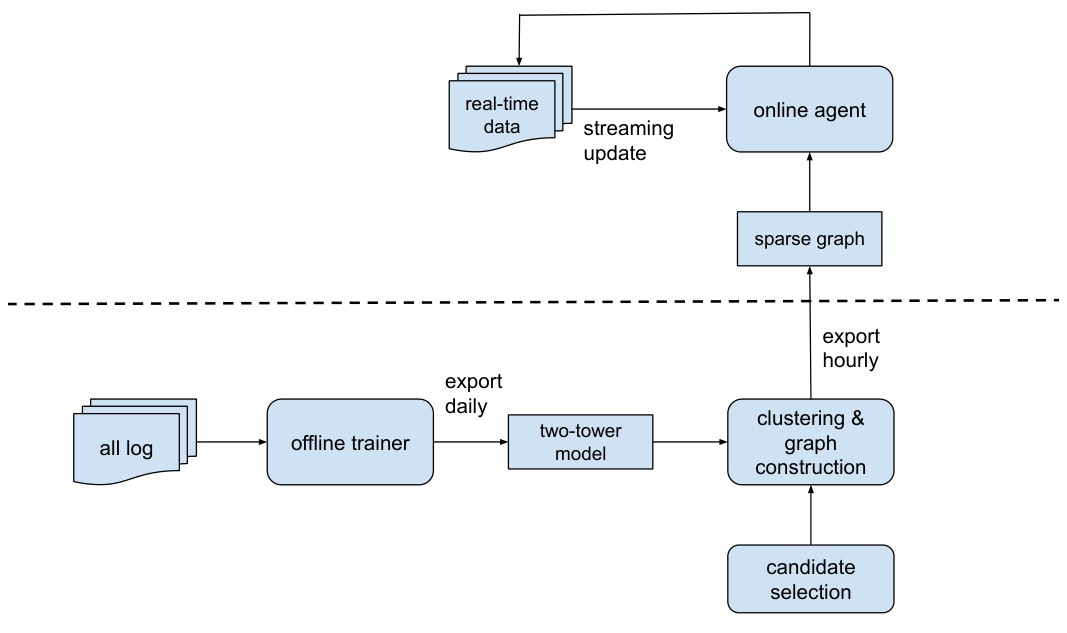 real-time
data
streaming
update
online agent
sparse graph
export
hourly
all log
offline trainer
export
daily
two-tower
model
clustering &
graph
construction
candidate
selection